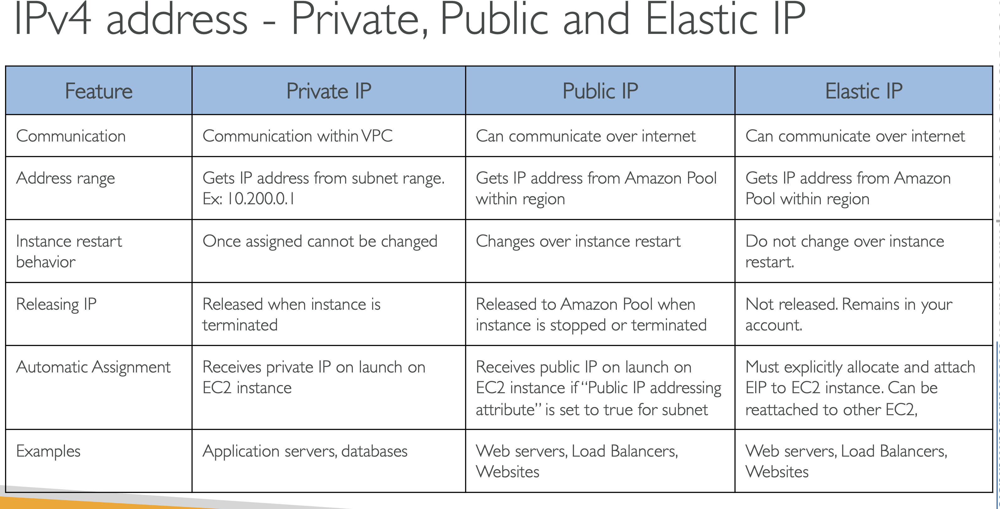 IPv4 address - Private, Public and Elastic IP
Feature
Private IP
Public IP
Elastic IP
Communication
Communication within VPC
Can communicate over internet
Can communicate over internet
Address range
Gets IP address from subnet range.
Ex: 10.200.0.1
Gets IP address from Amazon Pool
within region
Gets IP address from Amazon
Pool within region
Instance restart
behavior
Once assigned cannot be changed
Changes over instance restart
Do not change over instance
restart.
Releasing IP
Released when instance is
terminated
Released to Amazon Pool when
instance is stopped or terminated
Not released. Remains in your
account.
Automatic Assignment
Receives private IP on launch on
EC2 instance
Receives public IP on launch on
EC2 instance if “Public IP addressing
attribute” is set to true for subnet
Must explicitly allocate and attach
EIP to EC2 instance. Can be
reattached to other EC2,
Examples
Application servers, databases
Web servers, Load Balancers,
Websites
Web servers, Load Balancers,
Websites